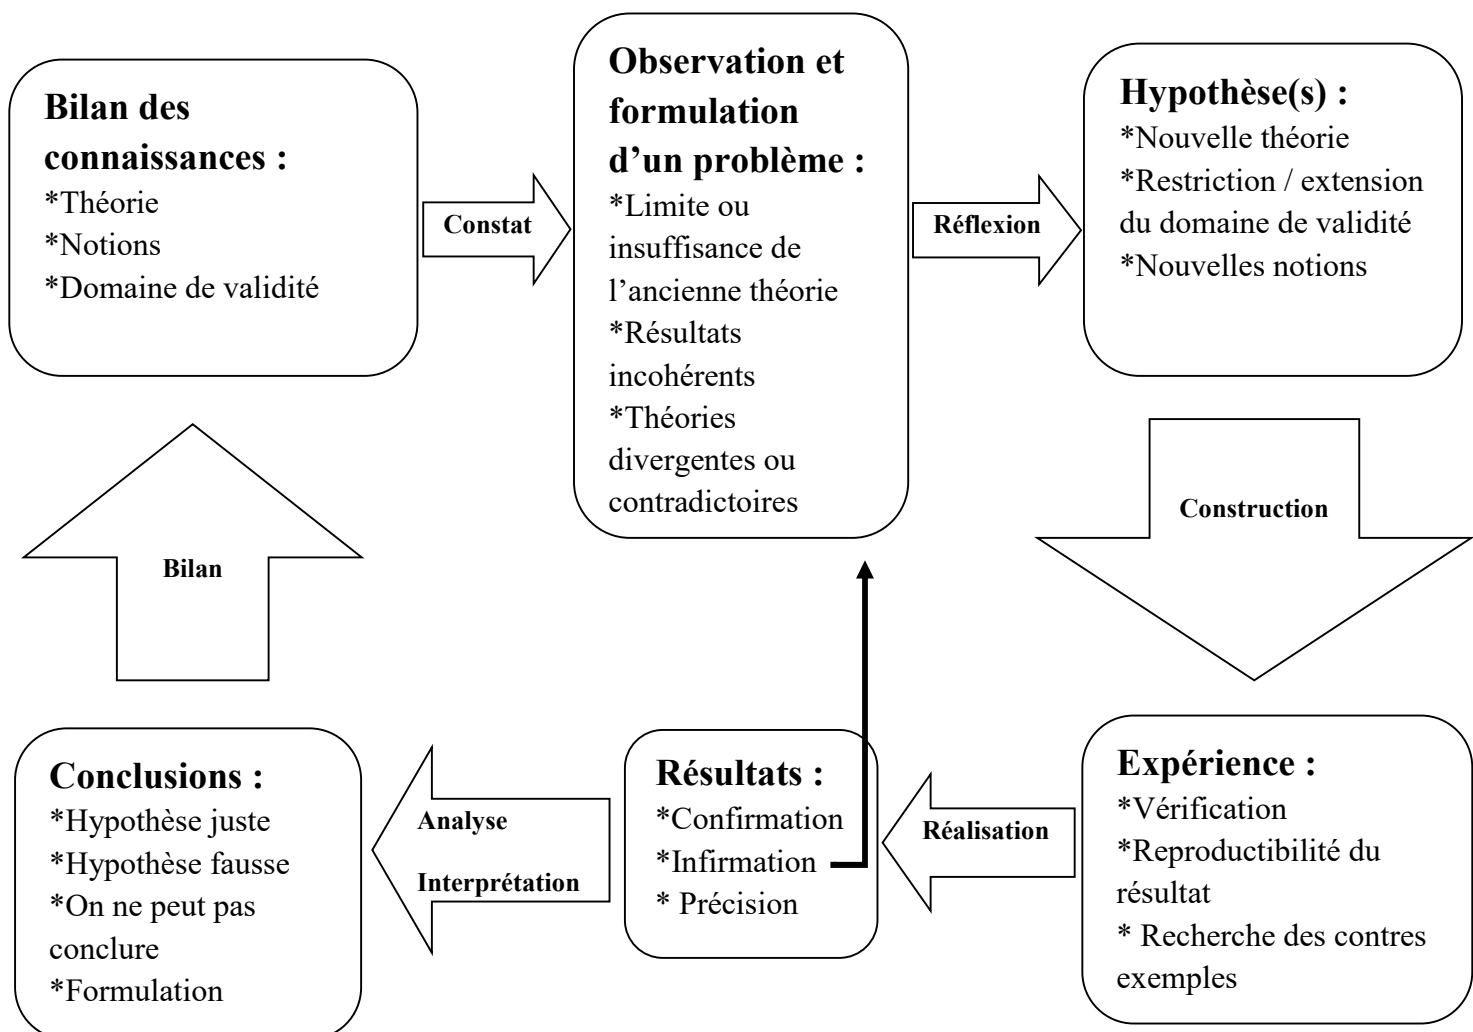 Bilan des
connaissances :
*Théorie
*Notions
*Domaine de validité
Constat
Observation et
formulation
d’un problème :
*Limite ou
insuffisance de
l’ancienne théorie
*Résultats
incohérents
*Théories
divergentes ou
contradictoires
Réflexion
Hypothèse(s) :
*Nouvelle théorie
*Restriction / extension
du domaine de validité
*Nouvelles notions
Construction
Expérience :
*Vérification
*Reproductibilité du
résultat
* Recherche des contres
exemples
Réalisation
Résultats :
*Confirmation
*Infirmation
* Précision
Analyse
Interprétation
Conclusions :
*Hypothèse juste
*Hypothèse fausse
*On ne peut pas
conclure
*Formulation
Bilan